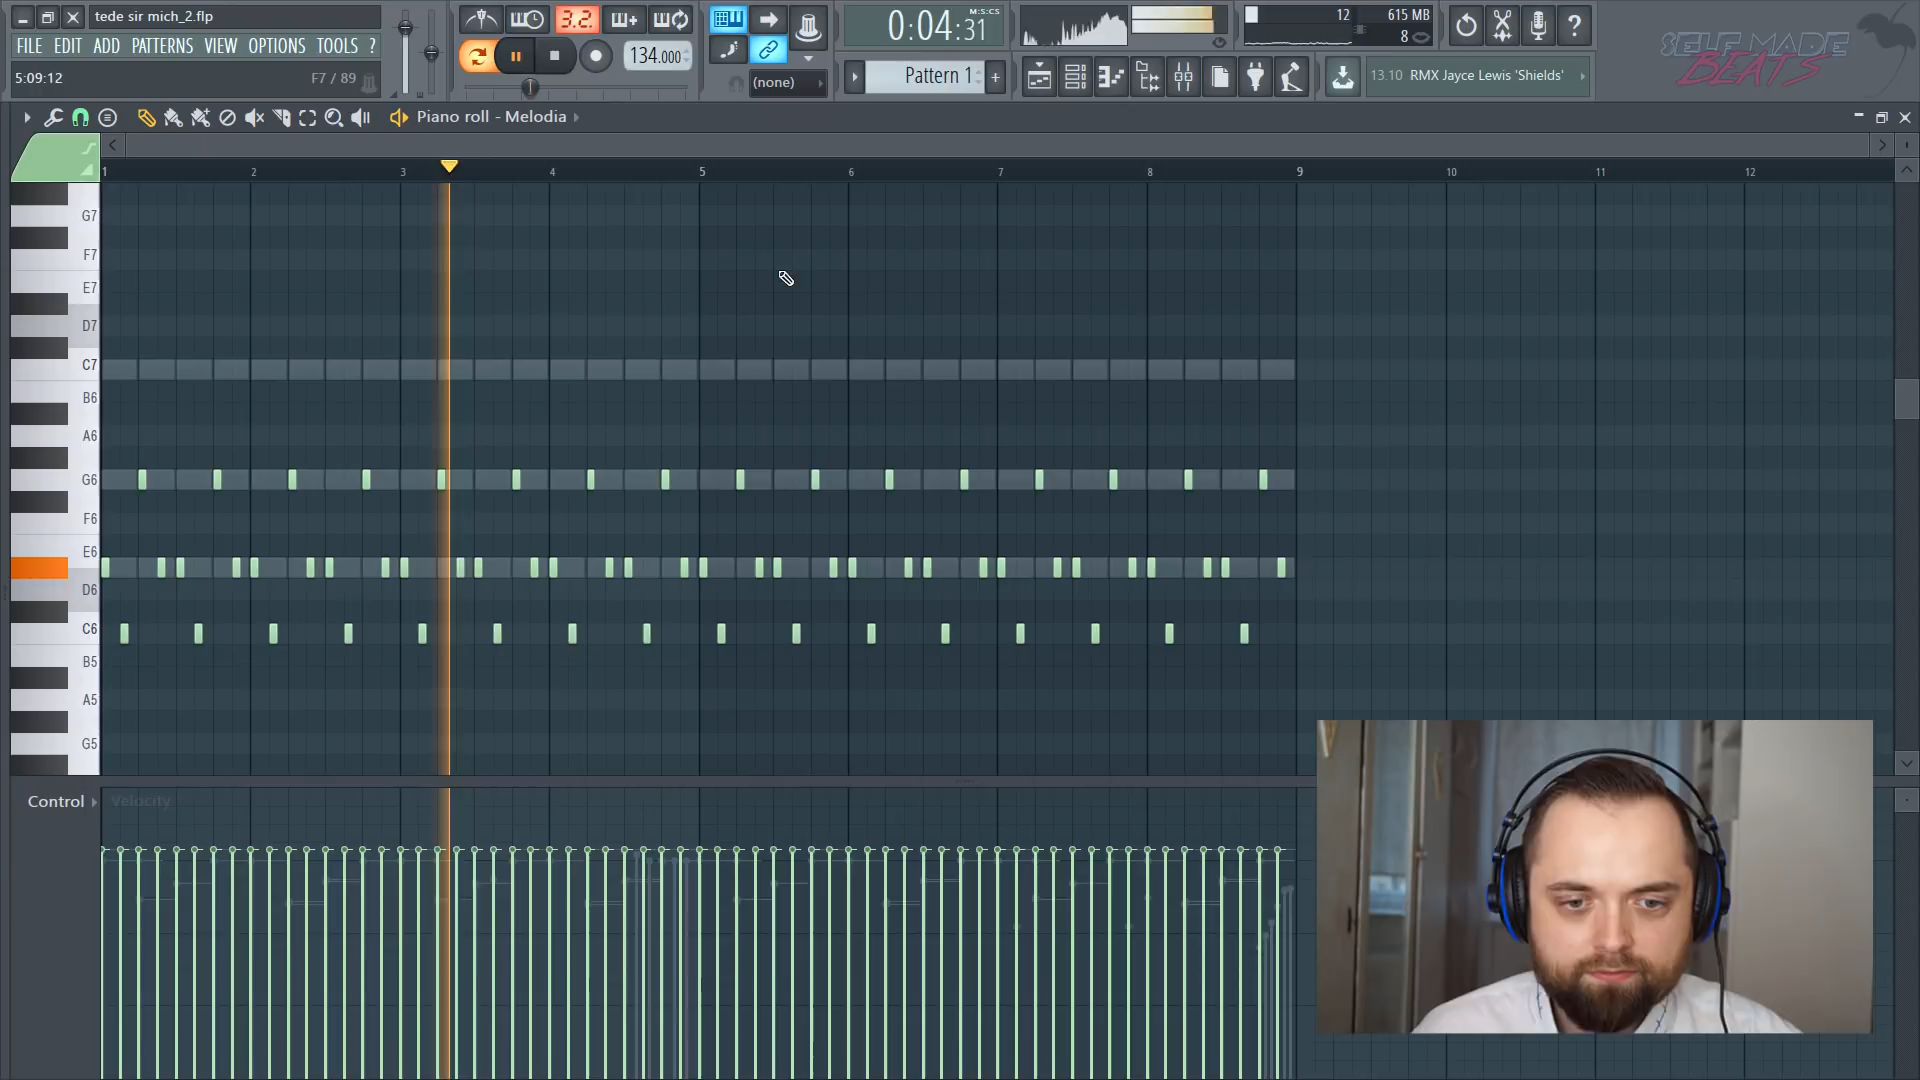 tede sir mich_2.flp
FILE EDIT ADD PATTERNS VIEW OPTIONS TOOLS ?
5:09:12 F7 / 89
3.2.
134.000
(none)
0:04:31
M:S:CS
Pattern 1
+
12 615 MB
8
?
13.10 RMX Jayce Lewis 'Shields'
SELF MADE
BEATS
Piano roll - Melodia
1 2 3 4 5 6 7 8 9 10 11 12
G7
F7
E7
D7
C7
B6
A6
G6
F6
E6
D6
C6
B5
A5
G5
Control Velocity